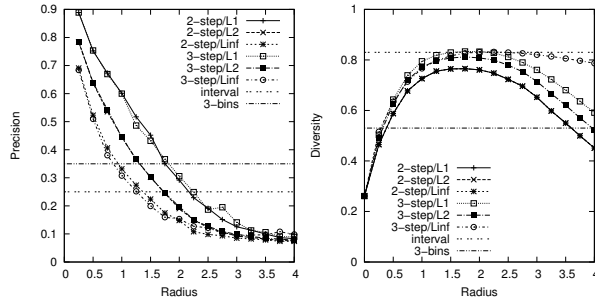 0.9
0.8
0.7
0.6
0.5
0.4
0.3
0.2
0.1
0
Precision
0 0.5 1 1.5 2 2.5 3 3.5 4
Radius
2-step/L1
2-step/L2
2-step/Linf
3-step/L1
3-step/L2
3-step/Linf
interval
3-bins
1
0.8
0.6
0.4
0.2
0
Diversity
0 0.5 1 1.5 2 2.5 3 3.5 4
Radius
2-step/L1
2-step/L2
2-step/Linf
3-step/L1
3-step/L2
3-step/Linf
interval
3-bins